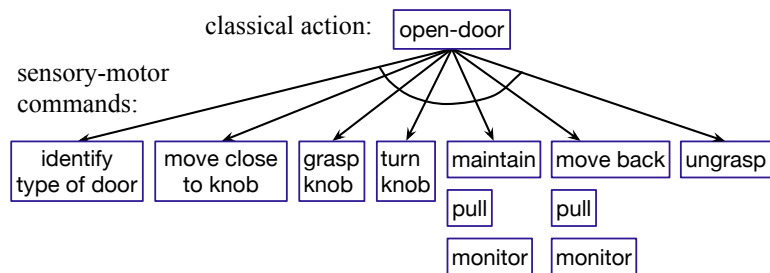 classical action:
open-door
sensory-motor
commands:
identify
type of door
move close
to knob
grasp
knob
turn
knob
maintain
move back
ungrasp
pull
pull
monitor
monitor